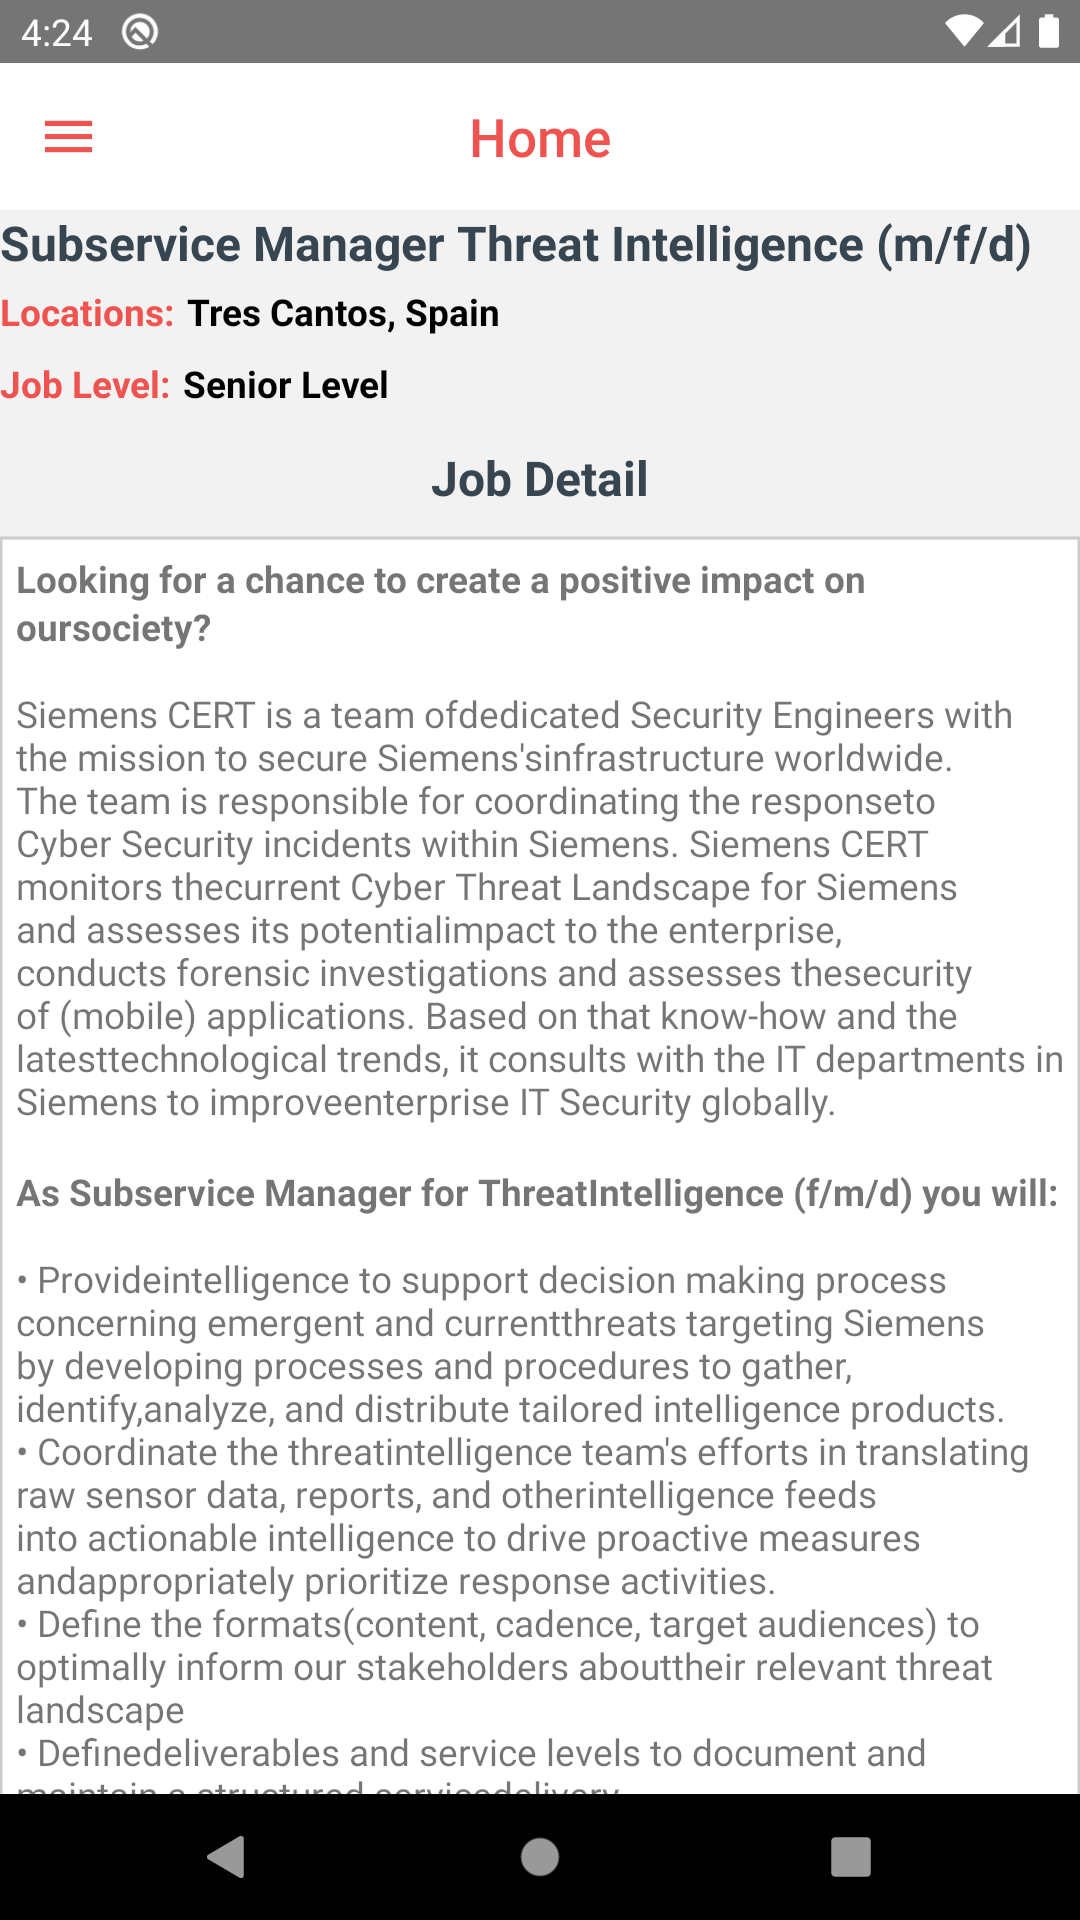 4:24
Home
Subservice Manager Threat Intelligence (m/f/d)
Locations: Tres Cantos, Spain
Job Level: Senior Level
Job Detail
Looking for a chance to create a positive impact on
oursociety?
Siemens CERT is a team ofdedicated Security Engineers with
the mission to secure Siemens'sinfrastructure worldwide.
The team is responsible for coordinating the responseto
Cyber Security incidents within Siemens. Siemens CERT
monitors thecurrent Cyber Threat Landscape for Siemens
and assesses its potentialimpact to the enterprise,
conducts forensic investigations and assesses thesecurity
of (mobile) applications. Based on that know-how and the
latesttechnological trends, it consults with the IT departments in
Siemens to improveenterprise IT Security globally.
As Subservice Manager for ThreatIntelligence (f/m/d) you will:
• Provideintelligence to support decision making process
concerning emergent and currentthreats targeting Siemens
by developing processes and procedures to gather,
identify,analyze, and distribute tailored intelligence products.
• Coordinate the threatintelligence team's efforts in translating
raw sensor data, reports, and otherintelligence feeds
into actionable intelligence to drive proactive measures
andappropriately prioritize response activities.
• Define the formats(content, cadence, target audiences) to
optimally inform our stakeholders abouttheir relevant threat
landscape
• Definedeliverables and service levels to document and
maintain a structured servicedelivery